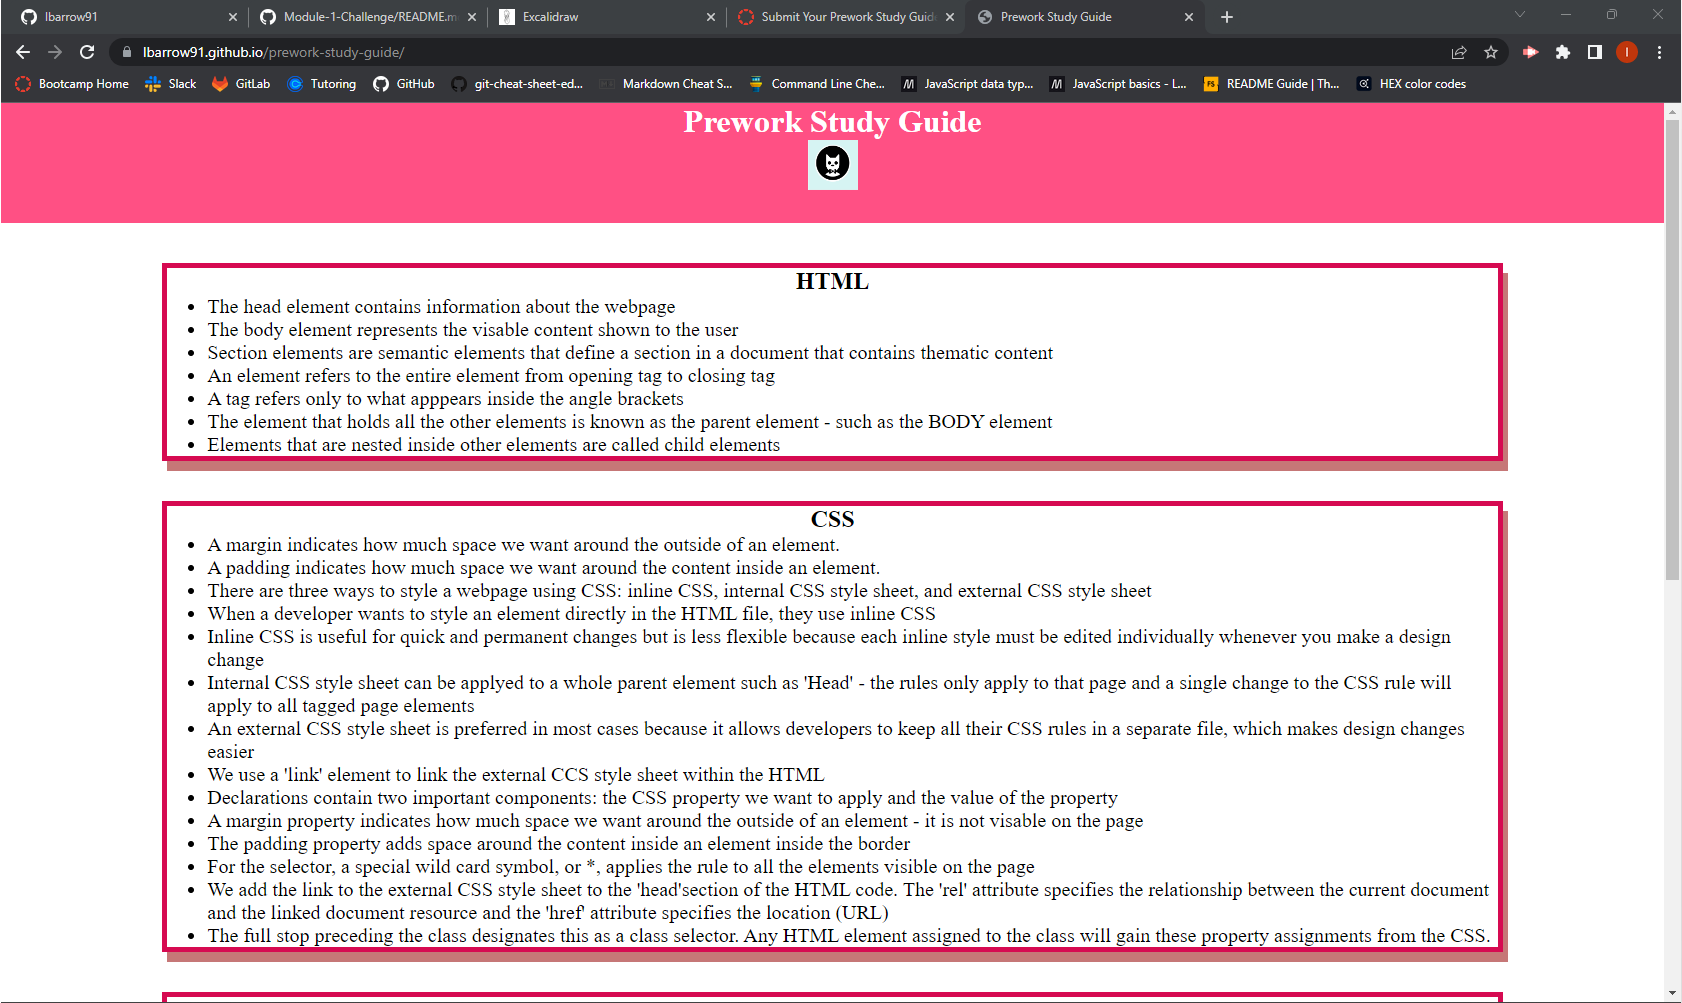 lbarrow91
Module-1-Challenge/README.m
Excalidraw
Submit Your Prework Study Guid
Prework Study Guide
lbarrow91.github.io/prework-study-guide/
I
Bootcamp Home
Slack
GitLab
Tutoring
GitHub
git-cheat-sheet-ed...
Markdown Cheat S...
Command Line Che...
JavaScript data typ...
JavaScript basics - L...
README Guide | Th...
HEX color codes
Prework Study Guide
HTML
• The head element contains information about the webpage
• The body element represents the visable content shown to the user
• Section elements are semantic elements that define a section in a document that contains thematic content
• An element refers to the entire element from opening tag to closing tag
• A tag refers only to what apppears inside the angle brackets
• The element that holds all the other elements is known as the parent element - such as the BODY element
• Elements that are nested inside other elements are called child elements
CSS
• A margin indicates how much space we want around the outside of an element.
• A padding indicates how much space we want around the content inside an element.
• There are three ways to style a webpage using CSS: inline CSS, internal CSS style sheet, and external CSS style sheet
• When a developer wants to style an element directly in the HTML file, they use inline CSS
• Inline CSS is useful for quick and permanent changes but is less flexible because each inline style must be edited individually whenever you make a design
change
• Internal CSS style sheet can be applyed to a whole parent element such as 'Head' - the rules only apply to that page and a single change to the CSS rule will
apply to all tagged page elements
• An external CSS style sheet is preferred in most cases because it allows developers to keep all their CSS rules in a separate file, which makes design changes
easier
• We use a 'link' element to link the external CCS style sheet within the HTML
• Declarations contain two important components: the CSS property we want to apply and the value of the property
• A margin property indicates how much space we want around the outside of an element - it is not visable on the page
• The padding property adds space around the content inside an element inside the border
• For the selector, a special wild card symbol, or *, applies the rule to all the elements visible on the page
• We add the link to the external CSS style sheet to the 'head'section of the HTML code. The 'rel' attribute specifies the relationship between the current document
and the linked document resource and the 'href' attribute specifies the location (URL)
• The full stop preceding the class designates this as a class selector. Any HTML element assigned to the class will gain these property assignments from the CSS.